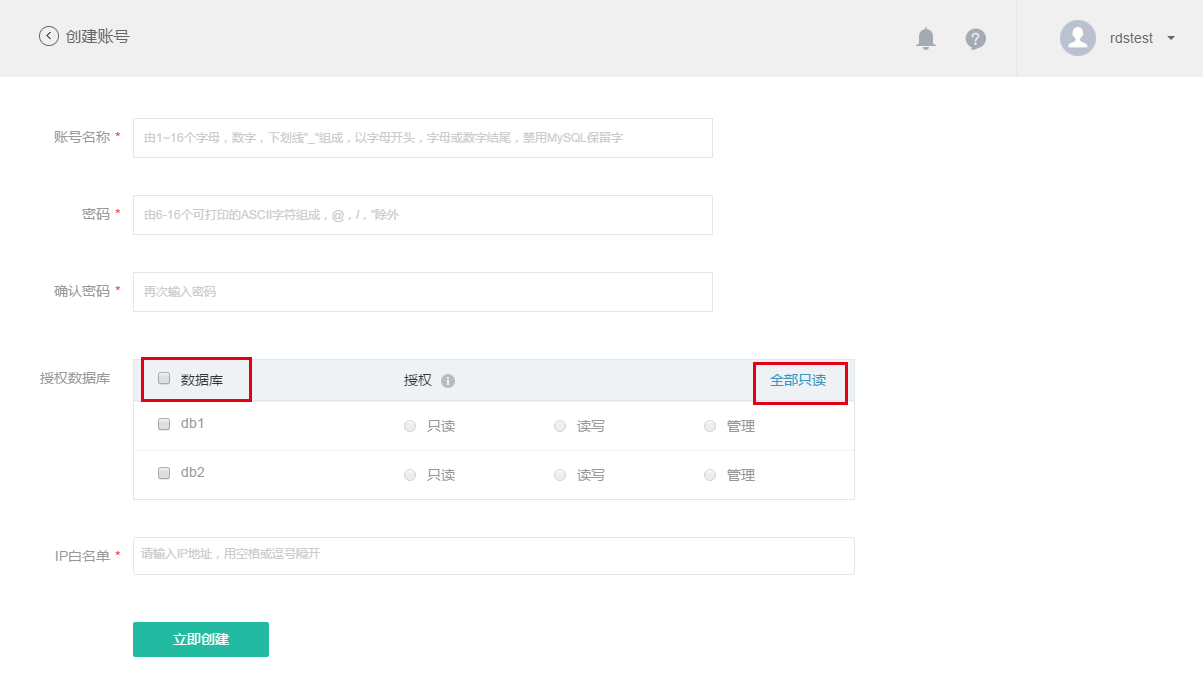 创建账号
rdstest
账号名称 *
由1~16个字母，数字，下划线"_"组成，以字母开头，字母或数字结尾，禁用MySQL保留字
密码 *
由6-16个可打印的ASCII字符组成，@，/，"除外
确认密码 *
再次输入密码
授权数据库
数据库 授权 全部只读
db1 只读 读写 管理
db2 只读 读写 管理
IP白名单 *
请输入IP地址，用空格或逗号隔开
立即创建